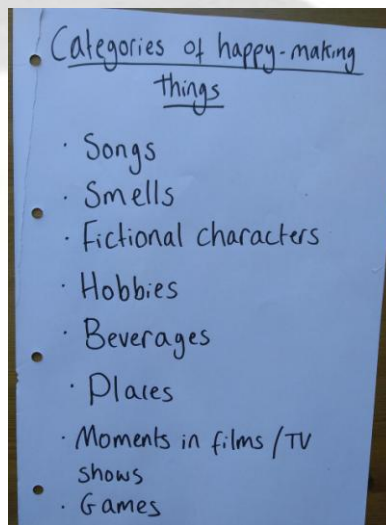 Categories of happy-making
things
· Songs
· Smells
· Fictional characters
· Hobbies
· Beverages
· Places
· Moments in films / TV
shows
· Games